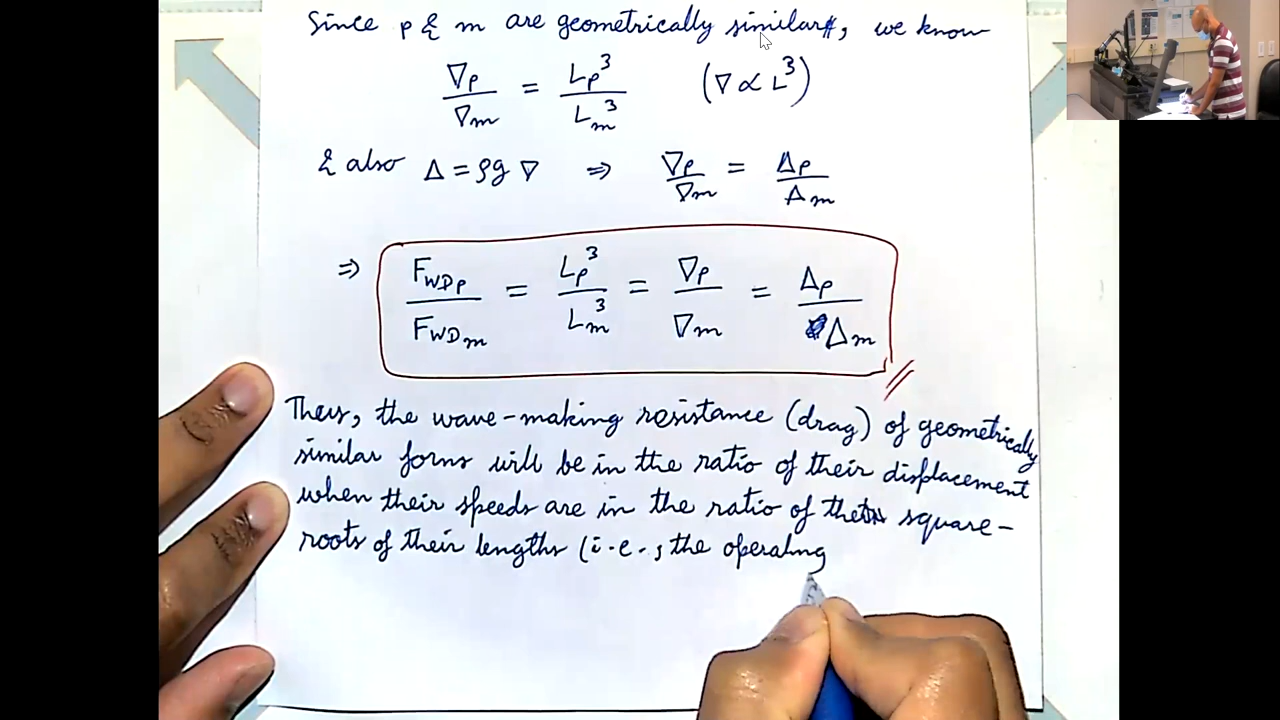 Since p & m are geometrically similar, we know
∇p/∇m = Lp³/Lm³ (∇ ∝ L³)
& also Δ = ρg ∇ ⇒ ∇p/∇m = Δp/Δm
⇒ F_WDp/F_WDm = Lp³/Lm³ = ∇p/∇m = Δp/Δm
Thus, the wave-making resistance (drag) of geometrically
similar forms will be in the ratio of their displacement
when their speeds are in the ratio of the square-
roots of their lengths (i.e., the operating